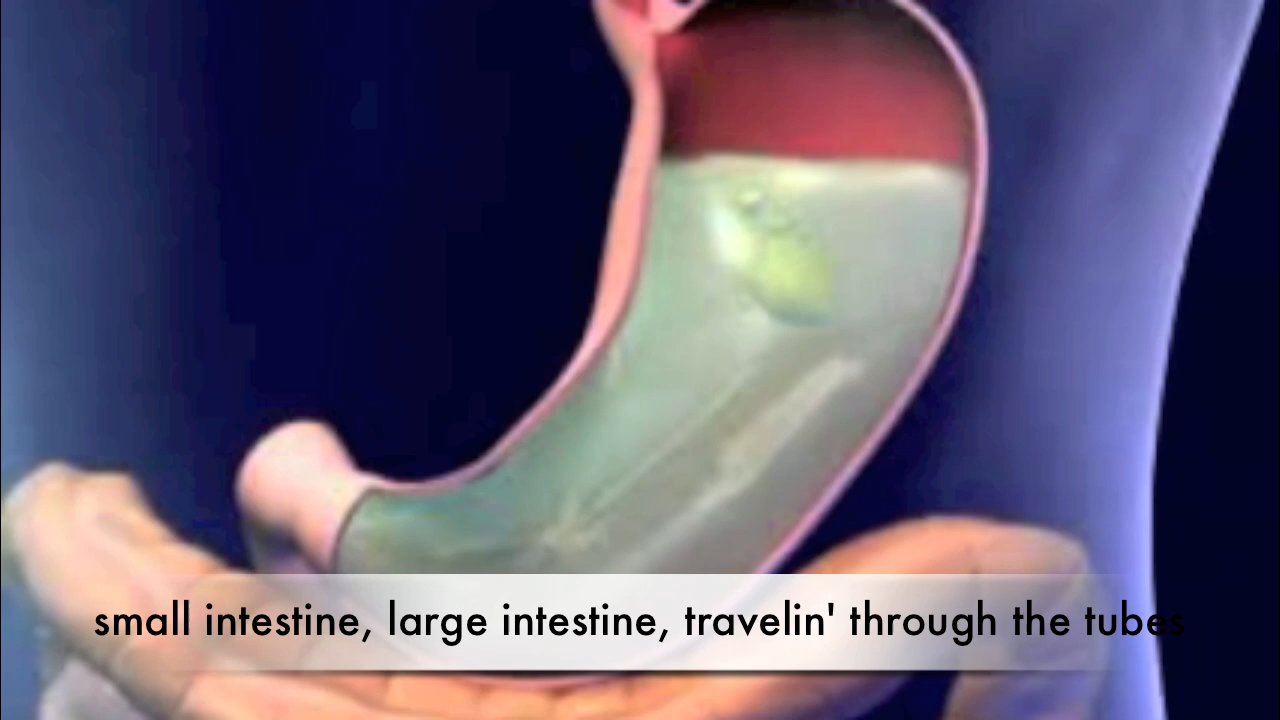 small intestine, large intestine, travelin' through the tubes